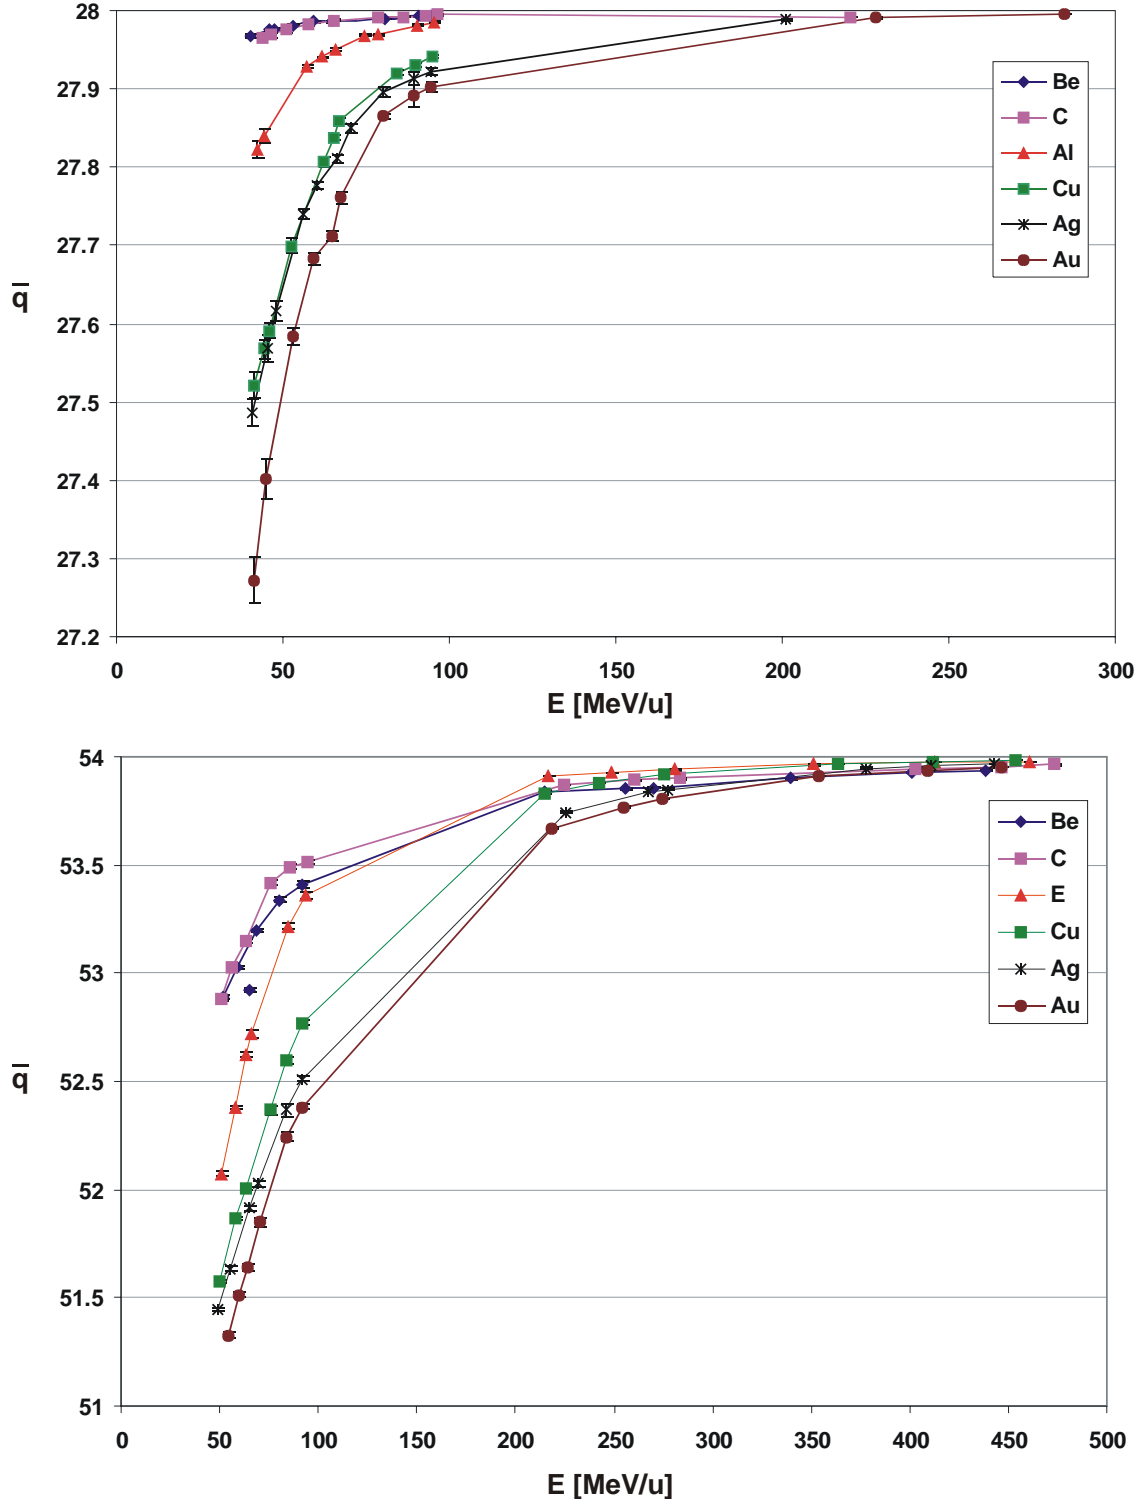 28
27.9
27.8
27.7
27.6
27.5
27.4
27.3
27.2
q̅
Be
C
Al
Cu
Ag
Au
0 50 100 150 200 250 300
E [MeV/u]
54
53.5
53
52.5
52
51.5
51
q̅
Be
C
E
Cu
Ag
Au
0 50 100 150 200 250 300 350 400 450 500
E [MeV/u]